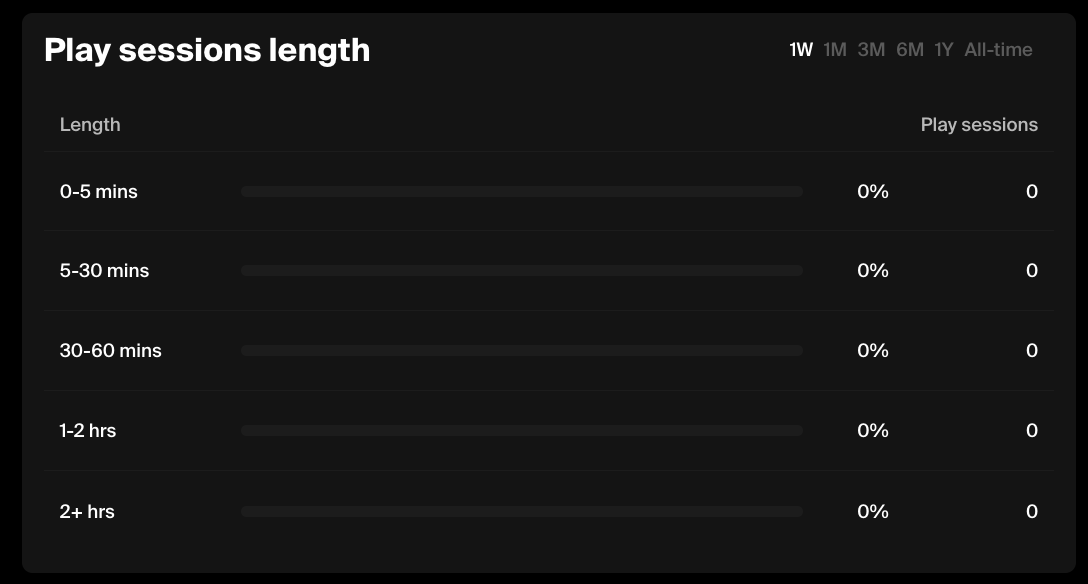 Play sessions length
1W 1M 3M 6M 1Y All-time
Length Play sessions
0-5 mins 0% 0
5-30 mins 0% 0
30-60 mins 0% 0
1-2 hrs 0% 0
2+ hrs 0% 0